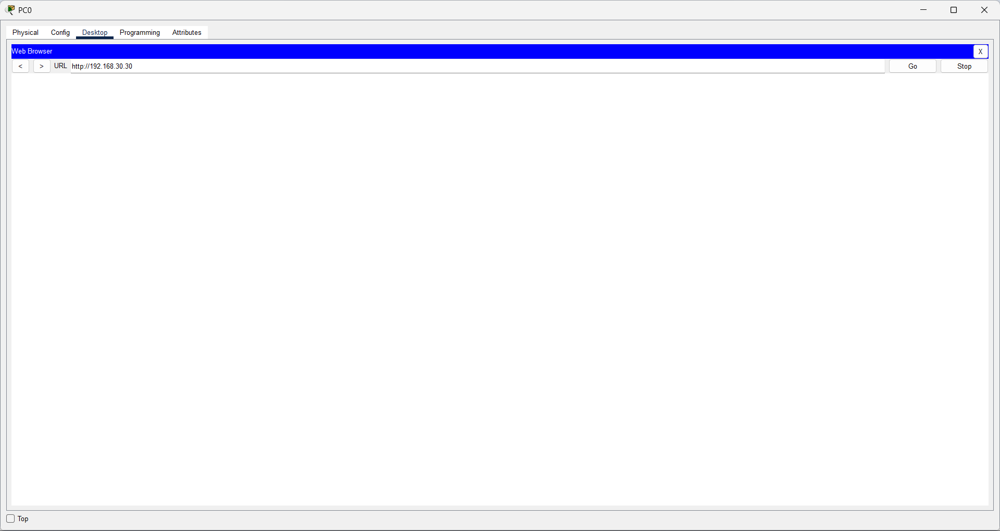 PC0
Physical Config Desktop Programming Attributes
Web Browser X
< > URL http://192.168.30.30 Go Stop
Top